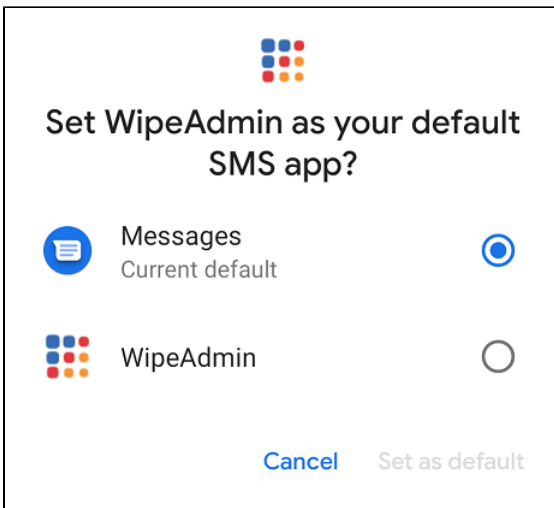 Set WipeAdmin as your default
SMS app?
Messages
Current default
WipeAdmin
Cancel
Set as default